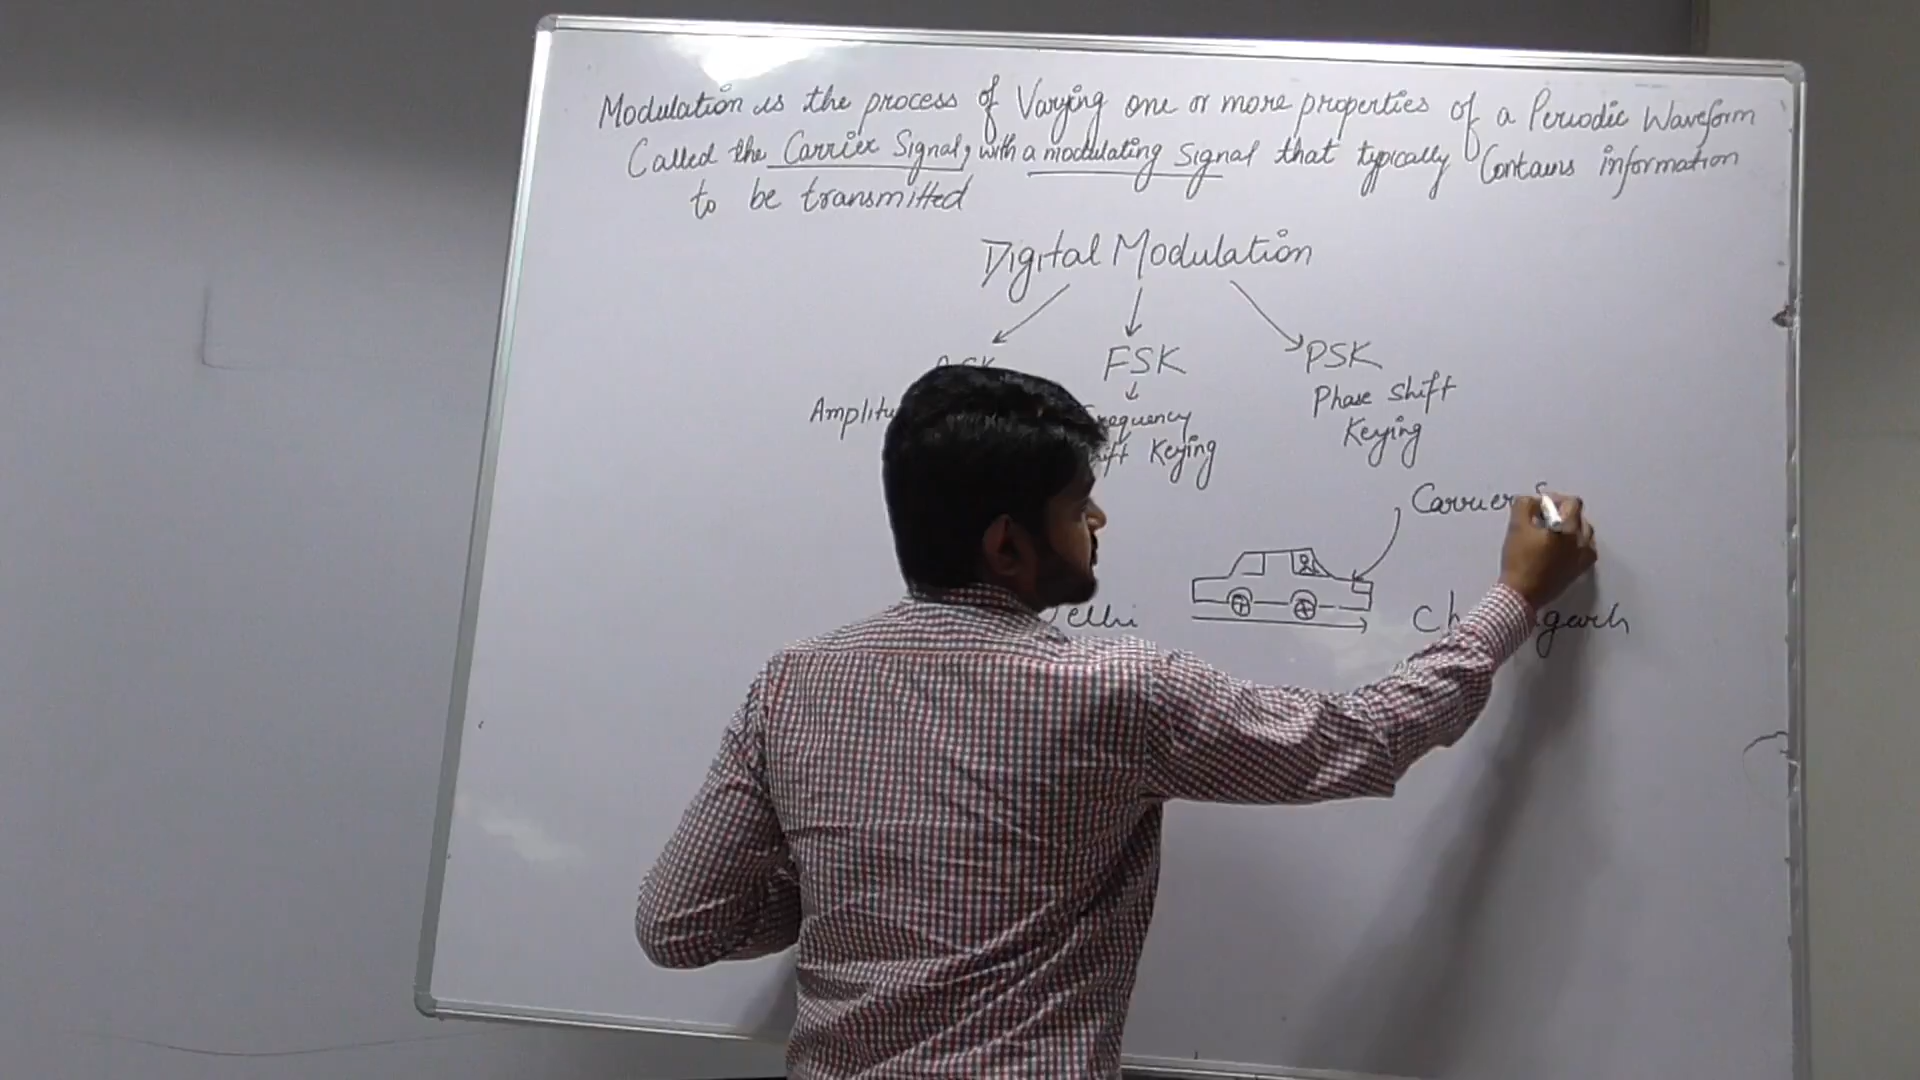 Modulation is the process of Varying one or more properties of a Periodic Waveform
Called the Carrier Signal, with a modulating Signal that typically Contains information
to be transmitted
Digital Modulation
FSK
PSK
Phase Shift
Keying
Keying
Carrier